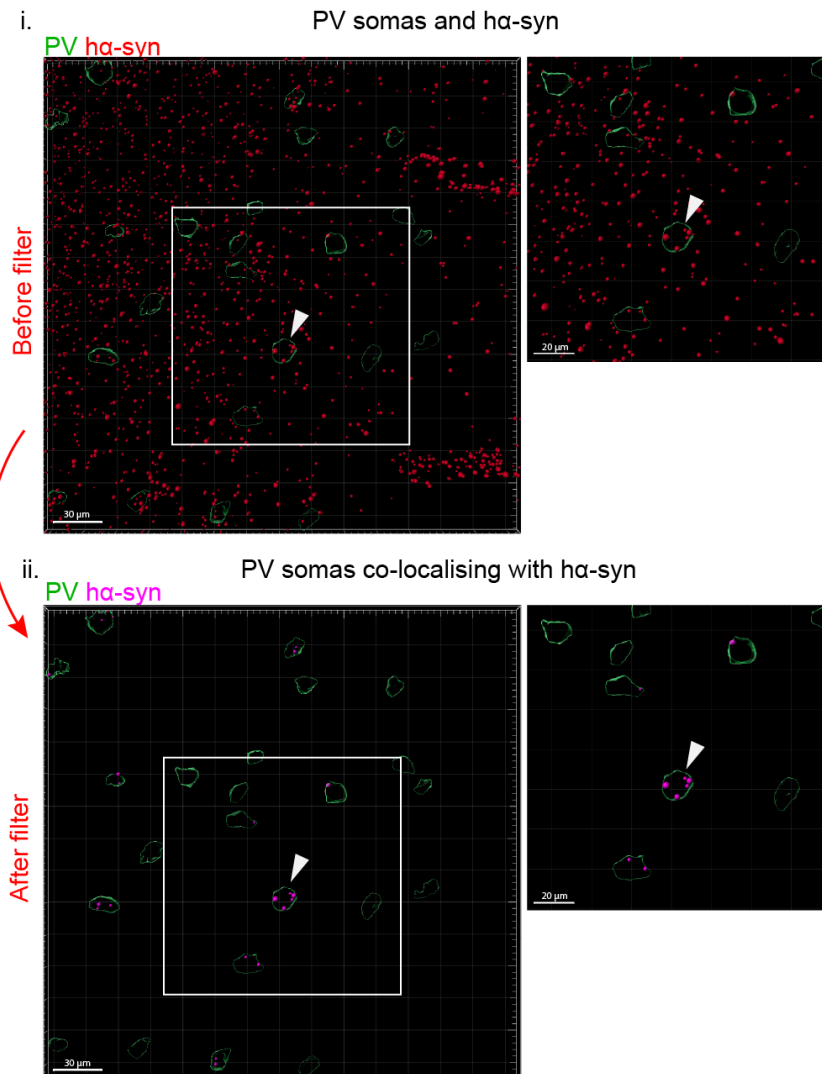 i.
PV somas and hα-syn
PV hα-syn
Before filter
30 µm
20 µm
ii.
PV somas co-localising with hα-syn
PV hα-syn
After filter
30 µm
20 µm